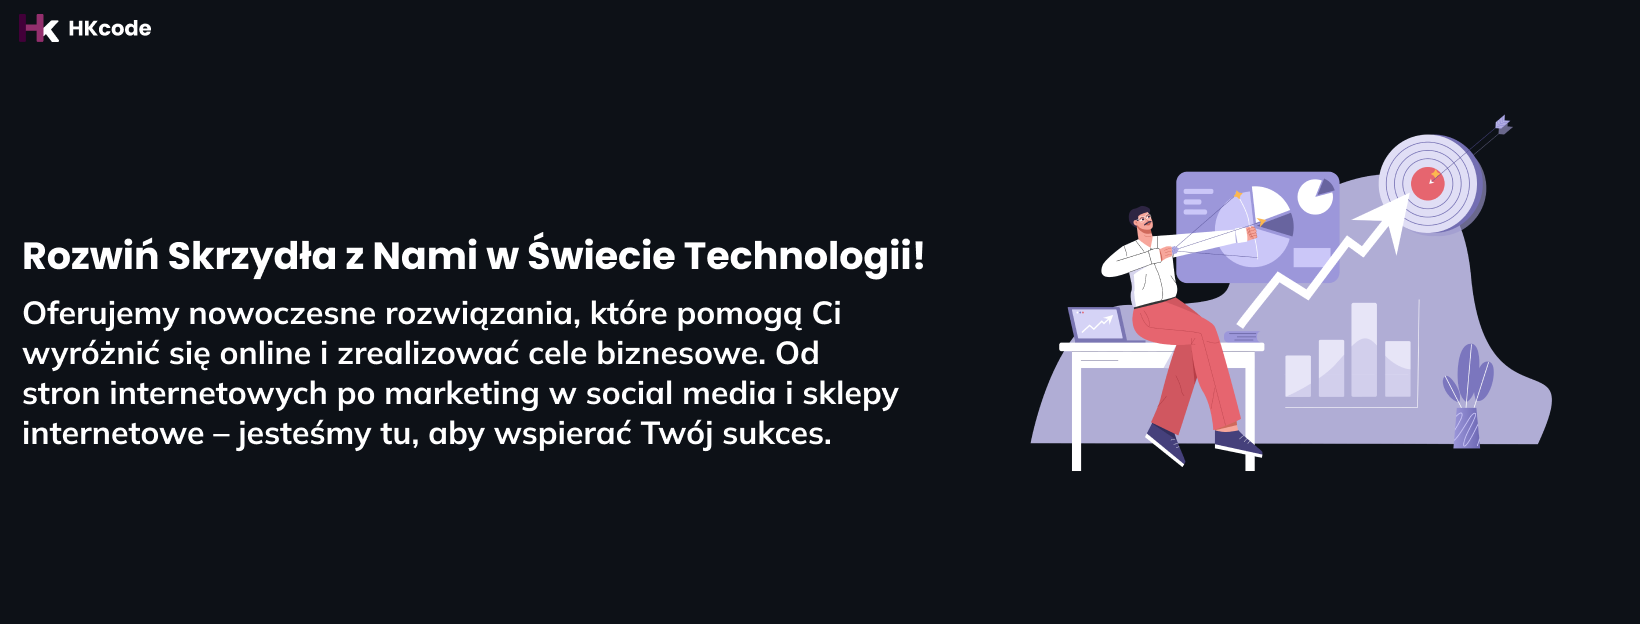 HKcode
Rozwiń Skrzydła z Nami w Świecie Technologii!
Oferujemy nowoczesne rozwiązania, które pomogą Ci
wyróżnić się online i zrealizować cele biznesowe. Od
stron internetowych po marketing w social media i sklepy
internetowe – jesteśmy tu, aby wspierać Twój sukces.